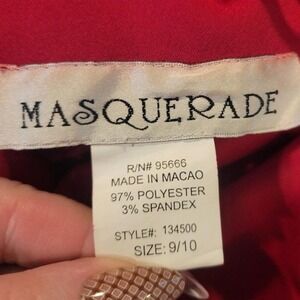 MASQUERADE
R/N# 95666
MADE IN MACAO
97% POLYESTER
3% SPANDEX
STYLE#: 134500
SIZE: 9/10